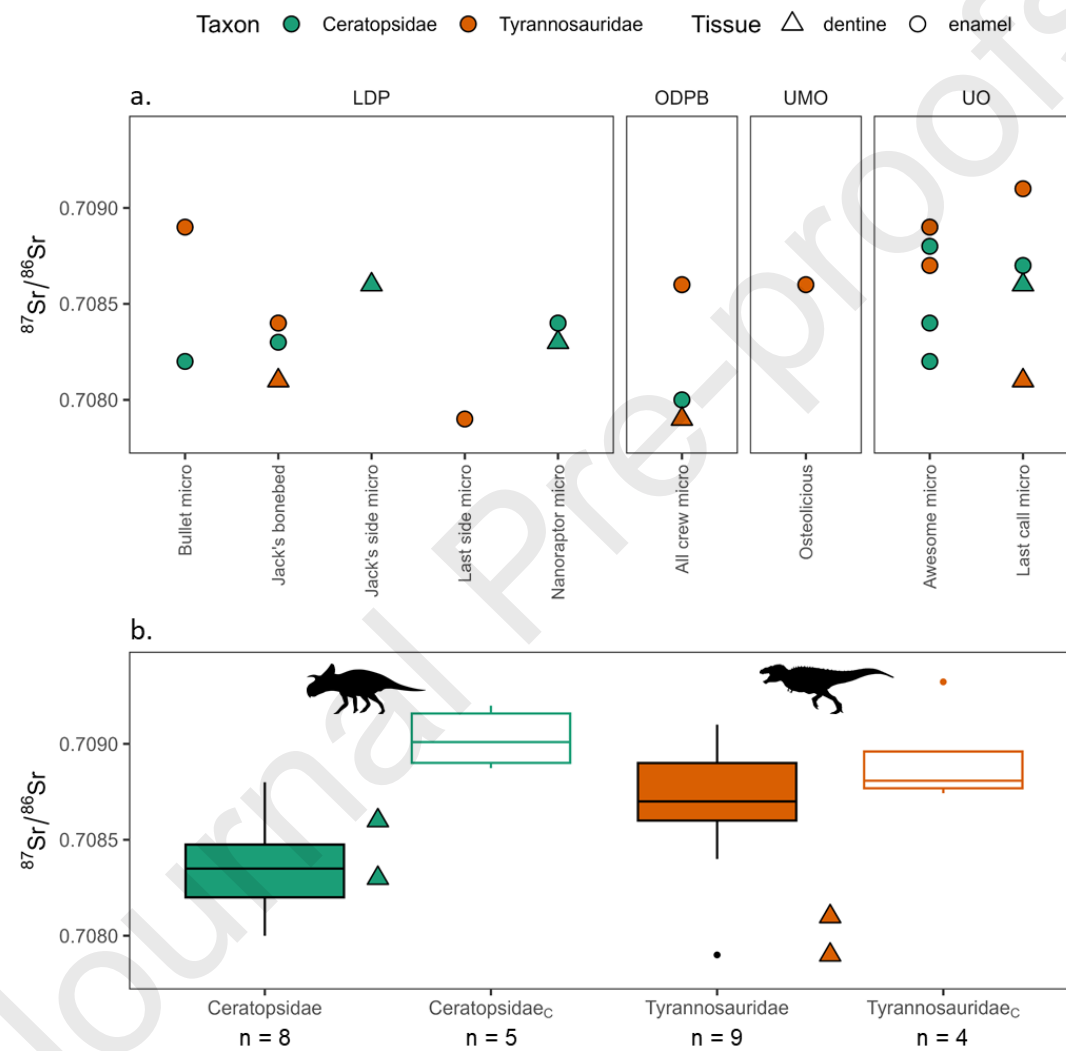 Taxon Ceratopsidae Tyrannosauridae Tissue dentine enamel
a. LDP ODPB UMO UO
0.7090
0.7085
0.7080
87Sr/86Sr
Bullet micro
Jack's bonebed
Jack's side micro
Last side micro
Nanoraptor micro
All crew micro
Osteolicious
Awesome micro
Last call micro
b.
0.7090
0.7085
0.7080
87Sr/86Sr
Ceratopsidae CeratopsidaeC Tyrannosauridae TyrannosauridaeC
n = 8 n = 5 n = 9 n = 4
Journal Pre-proofs